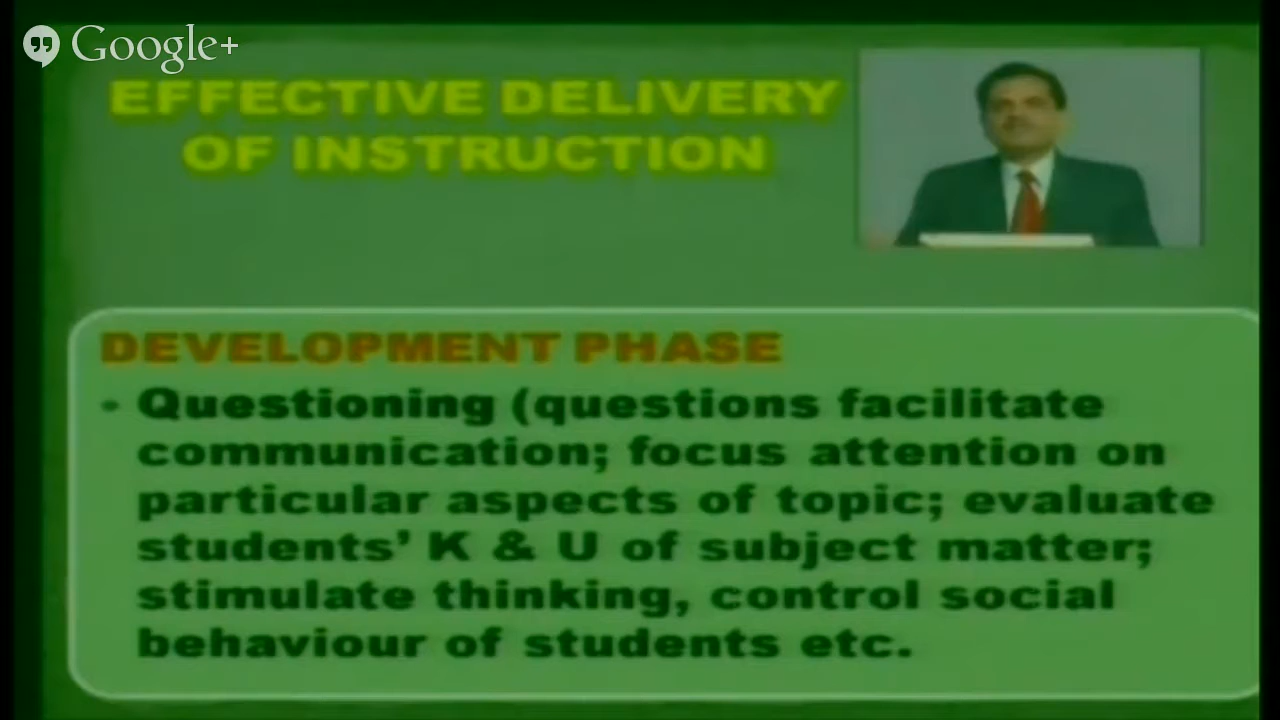 Google+
EFFECTIVE DELIVERY
OF INSTRUCTION
DEVELOPMENT PHASE
• Questioning (questions facilitate
communication; focus attention on
particular aspects of topic; evaluate
students’ K & U of subject matter;
stimulate thinking, control social
behaviour of students etc.